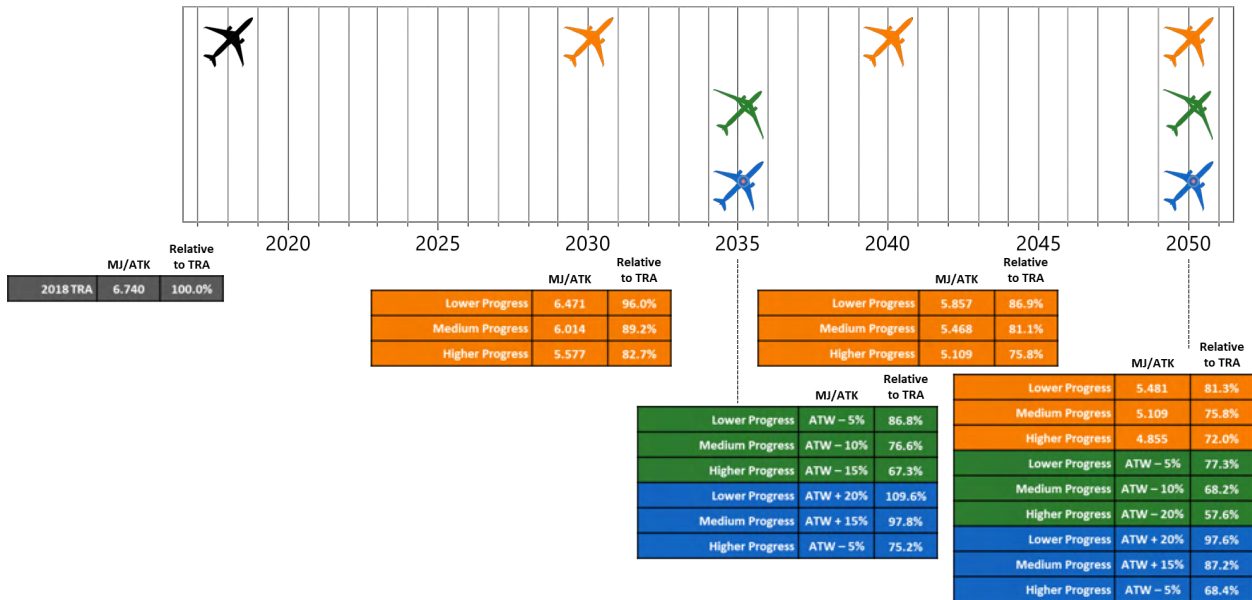 2020 2025 2030 2035 2040 2045 2050
MJ/ATK Relative to TRA
2018 TRA 6.740 100.0%
MJ/ATK Relative to TRA
Lower Progress 6.471 96.0%
Medium Progress 6.014 89.2%
Higher Progress 5.577 82.7%
MJ/ATK Relative to TRA
Lower Progress 5.857 86.9%
Medium Progress 5.468 81.1%
Higher Progress 5.109 75.8%
MJ/ATK Relative to TRA
Lower Progress ATW – 5% 86.8%
Medium Progress ATW – 10% 76.6%
Higher Progress ATW – 15% 67.3%
Lower Progress ATW + 20% 109.6%
Medium Progress ATW + 15% 97.8%
Higher Progress ATW – 5% 75.2%
MJ/ATK Relative to TRA
Lower Progress 5.481 81.3%
Medium Progress 5.109 75.8%
Higher Progress 4.855 72.0%
Lower Progress ATW – 5% 77.3%
Medium Progress ATW – 10% 68.2%
Higher Progress ATW – 20% 57.6%
Lower Progress ATW + 20% 97.6%
Medium Progress ATW + 15% 87.2%
Higher Progress ATW – 5% 68.4%